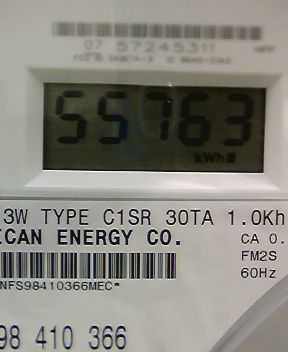 07 57245311
55763
kWh
3W TYPE C1SR 30TA 1.0Kh
ICAN ENERGY CO.
CA 0.
FM2S
60Hz
NFS98410366MEC*
98 410 366